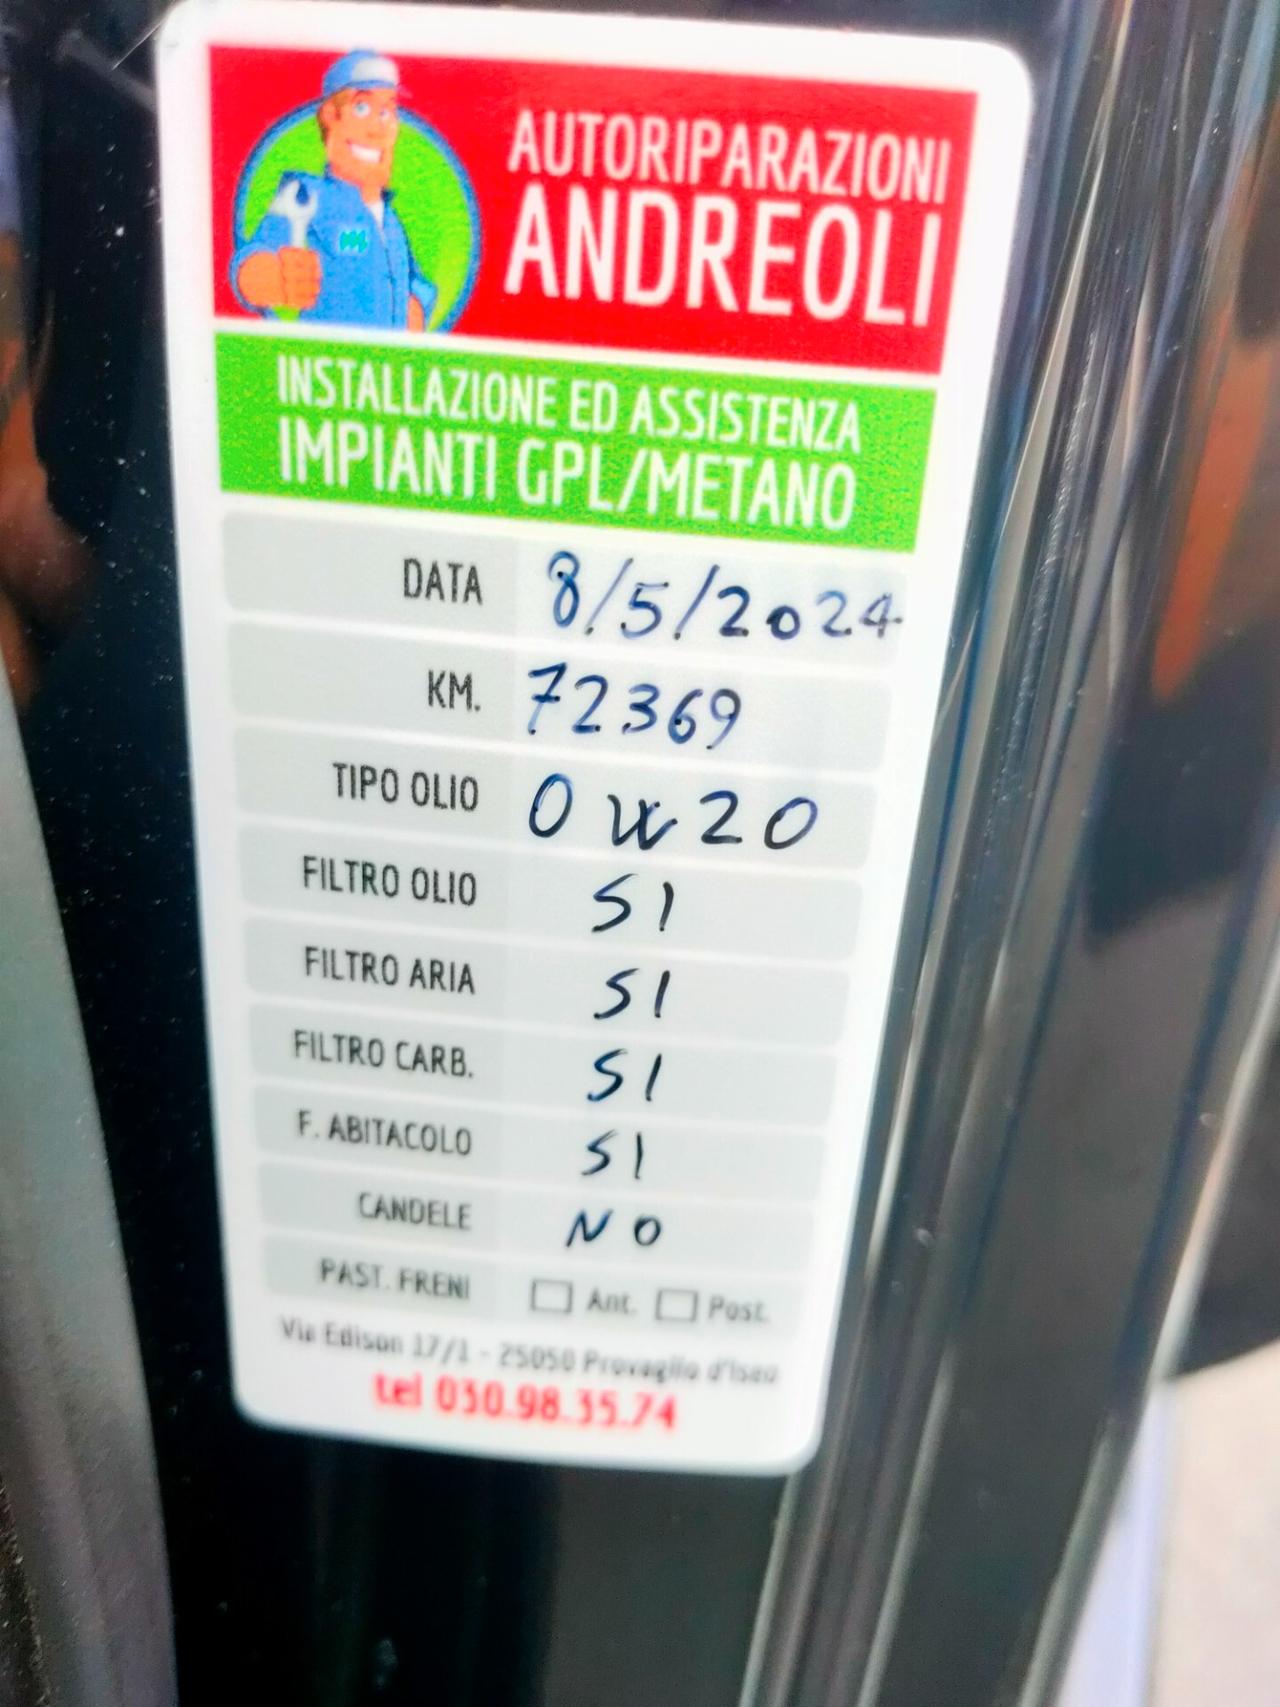 AUTORIPARAZIONI
ANDREOLI
INSTALLAZIONE ED ASSISTENZA
IMPIANTI GPL/METANO
DATA 8/5/2024
KM. 72369
TIPO OLIO 0W20
FILTRO OLIO SI
FILTRO ARIA SI
FILTRO CARB. SI
F. ABITACOLO SI
CANDELE NO
PAST. FRENI Ant. Post.
Via Edison 17/1 - 25050 Provaglio d'Iseo
tel 030.98.35.74